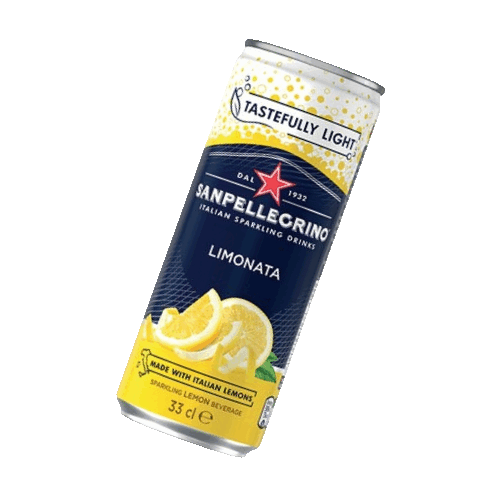 TASTEFULLY LIGHT
DAL 1932
SANPELLEGRINO
ITALIAN SPARKLING DRINKS
LIMONATA
MADE WITH ITALIAN LEMONS
SPARKLING LEMON BEVERAGE
33 cl ℮